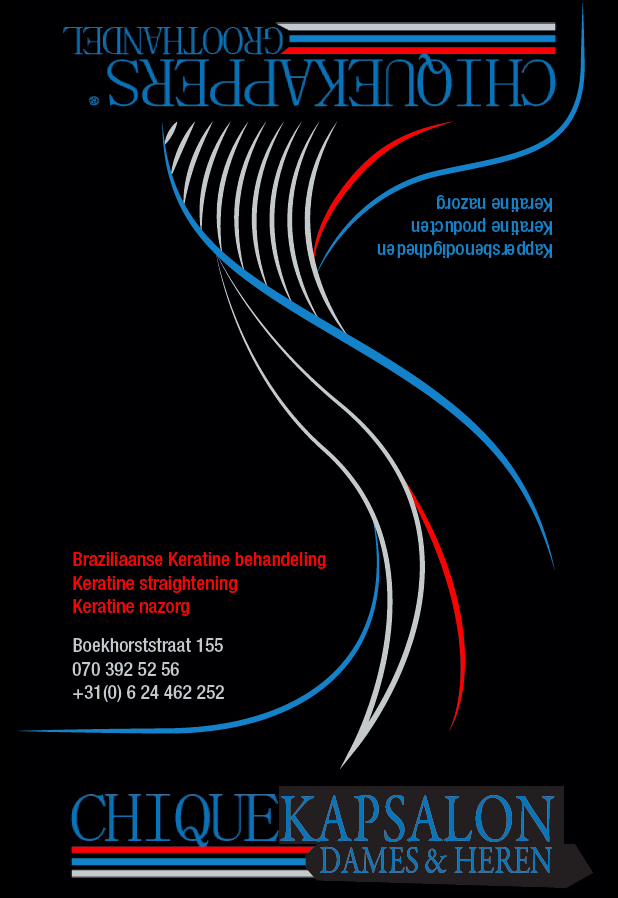 CHIQUEKAPPERS®
GROOTHANDEL
Kappersbenodigdheden
Keratine producten
Keratine nazorg
Braziliaanse Keratine behandeling
Keratine straightening
Keratine nazorg
Boekhorststraat 155
070 392 52 56
+31(0) 6 24 462 252
CHIQUEKAPSALON
DAMES & HEREN